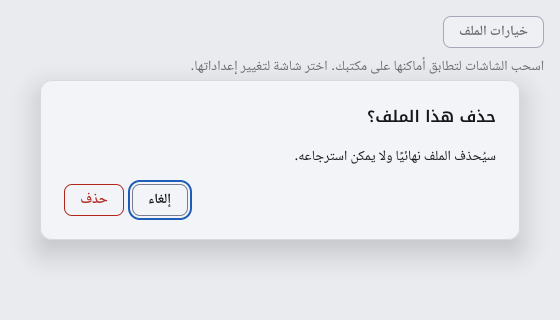 خيارات الملف
اسحب الشاشات لتطابق أماكنها على مكتبك. اختر شاشة لتغيير إعداداتها.
حذف هذا الملف؟
سيُحذف الملف نهائيًا ولا يمكن استرجاعه.
إلغاء
حذف